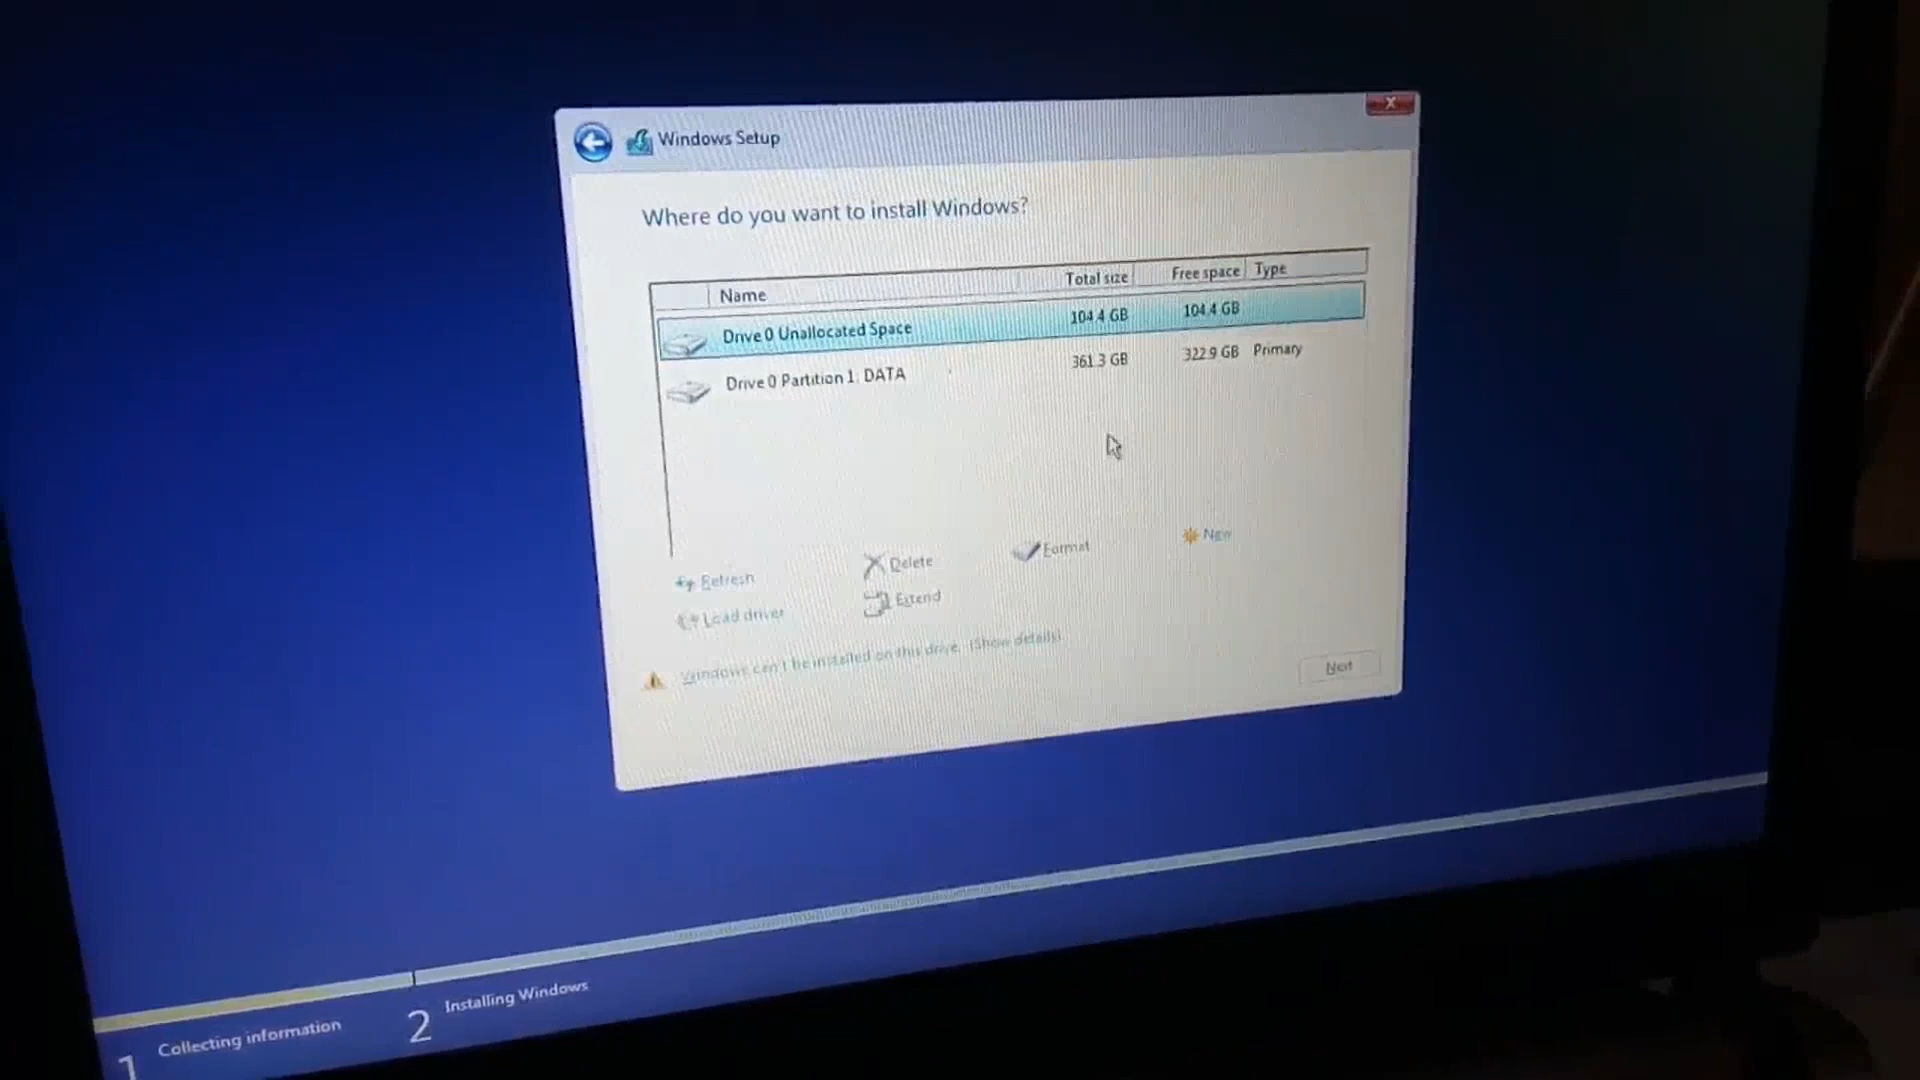 Windows Setup
Where do you want to install Windows?
Name Total size Free space Type
Drive 0 Unallocated Space 104.4 GB 104.4 GB
Drive 0 Partition 1: DATA 361.3 GB 322.9 GB Primary
Refresh Delete Format New
Load driver Extend
Windows can't be installed on this drive. (Show details)
Next
1 Collecting information 2 Installing Windows